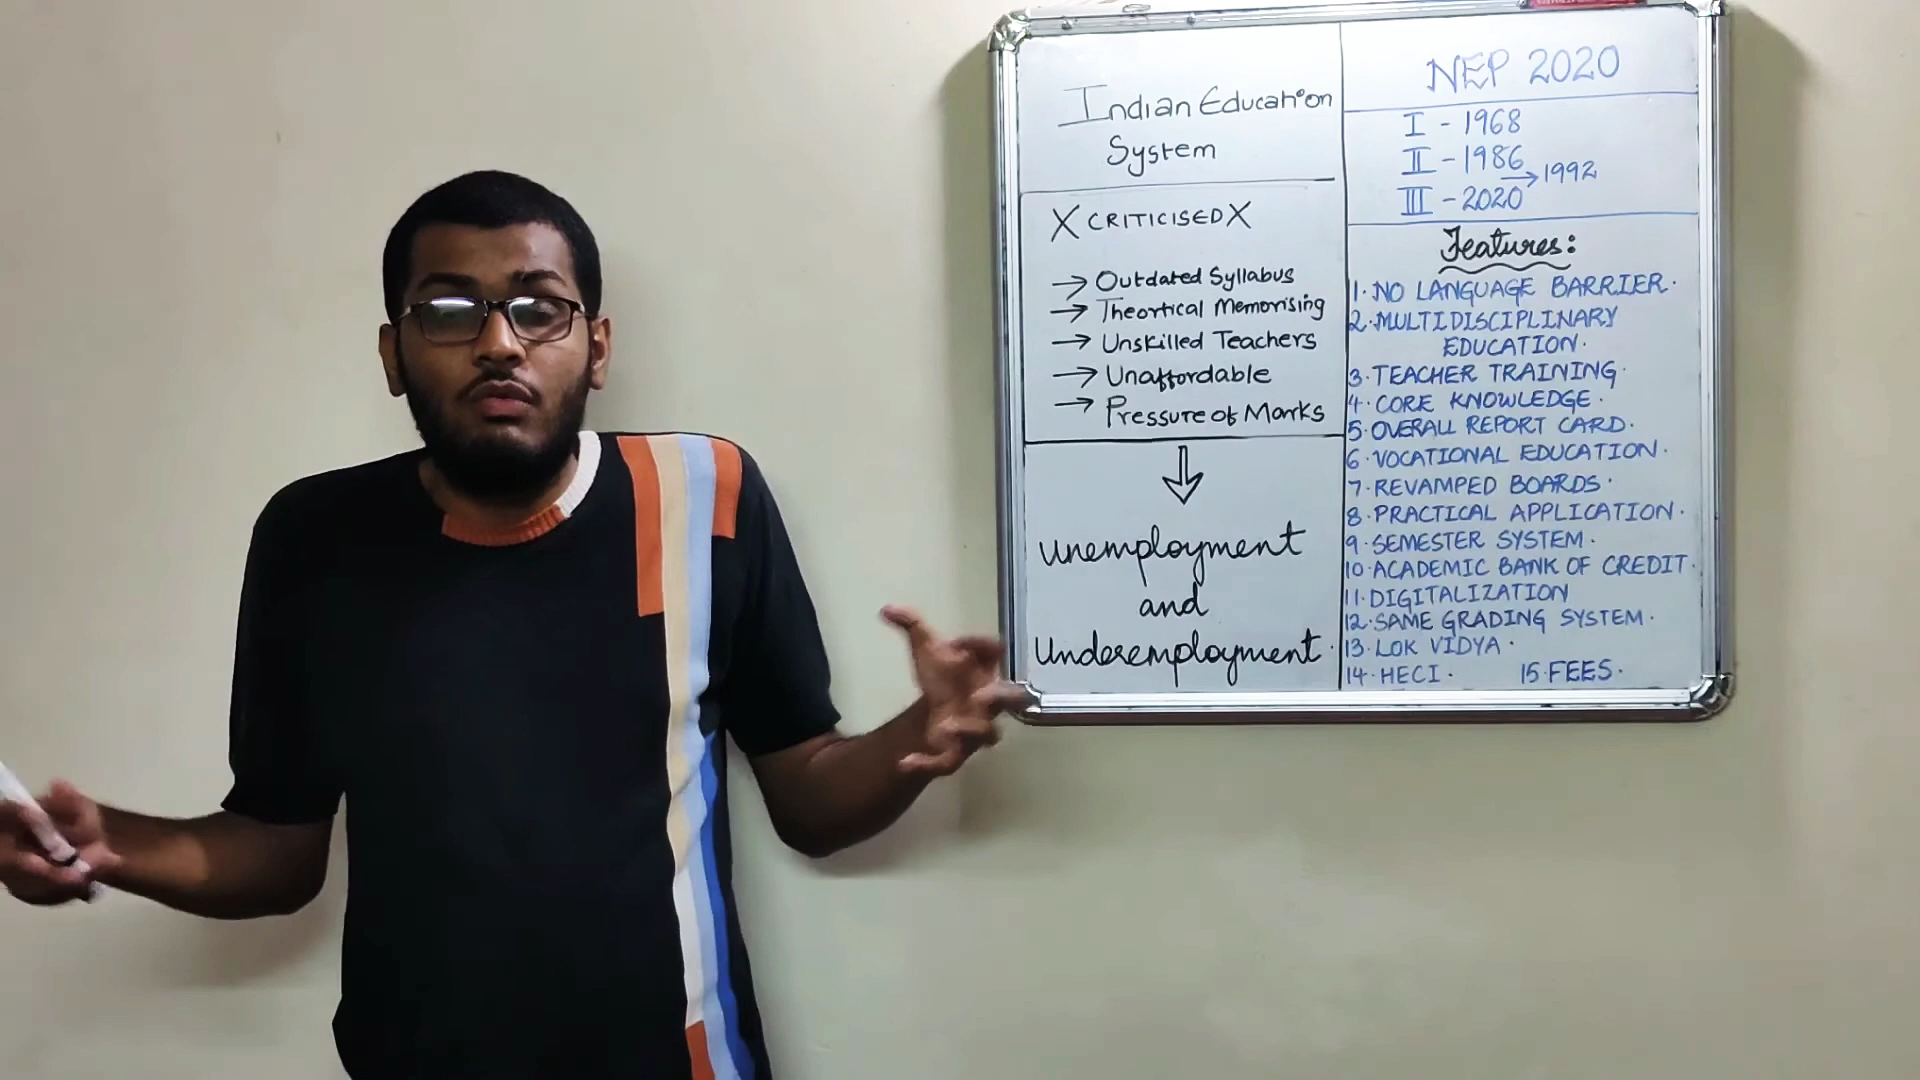 Indian Education
System
X CRITICISED X
→ Outdated Syllabus
→ Theortical Memorising
→ Unskilled Teachers
→ Unaffordable
→ Pressure of Marks
Unemployment
and
Underemployment.
NEP 2020
I - 1968
II - 1986
→ 1992
III - 2020
Features:
1. NO LANGUAGE BARRIER.
2. MULTIDISCIPLINARY
EDUCATION.
3. TEACHER TRAINING.
4. CORE KNOWLEDGE.
5. OVERALL REPORT CARD.
6. VOCATIONAL EDUCATION.
7. REVAMPED BOARDS.
8. PRACTICAL APPLICATION.
9. SEMESTER SYSTEM.
10. ACADEMIC BANK OF CREDIT.
11. DIGITALIZATION
12. SAME GRADING SYSTEM.
13. LOK VIDYA.
14. HECI. 15. FEES.